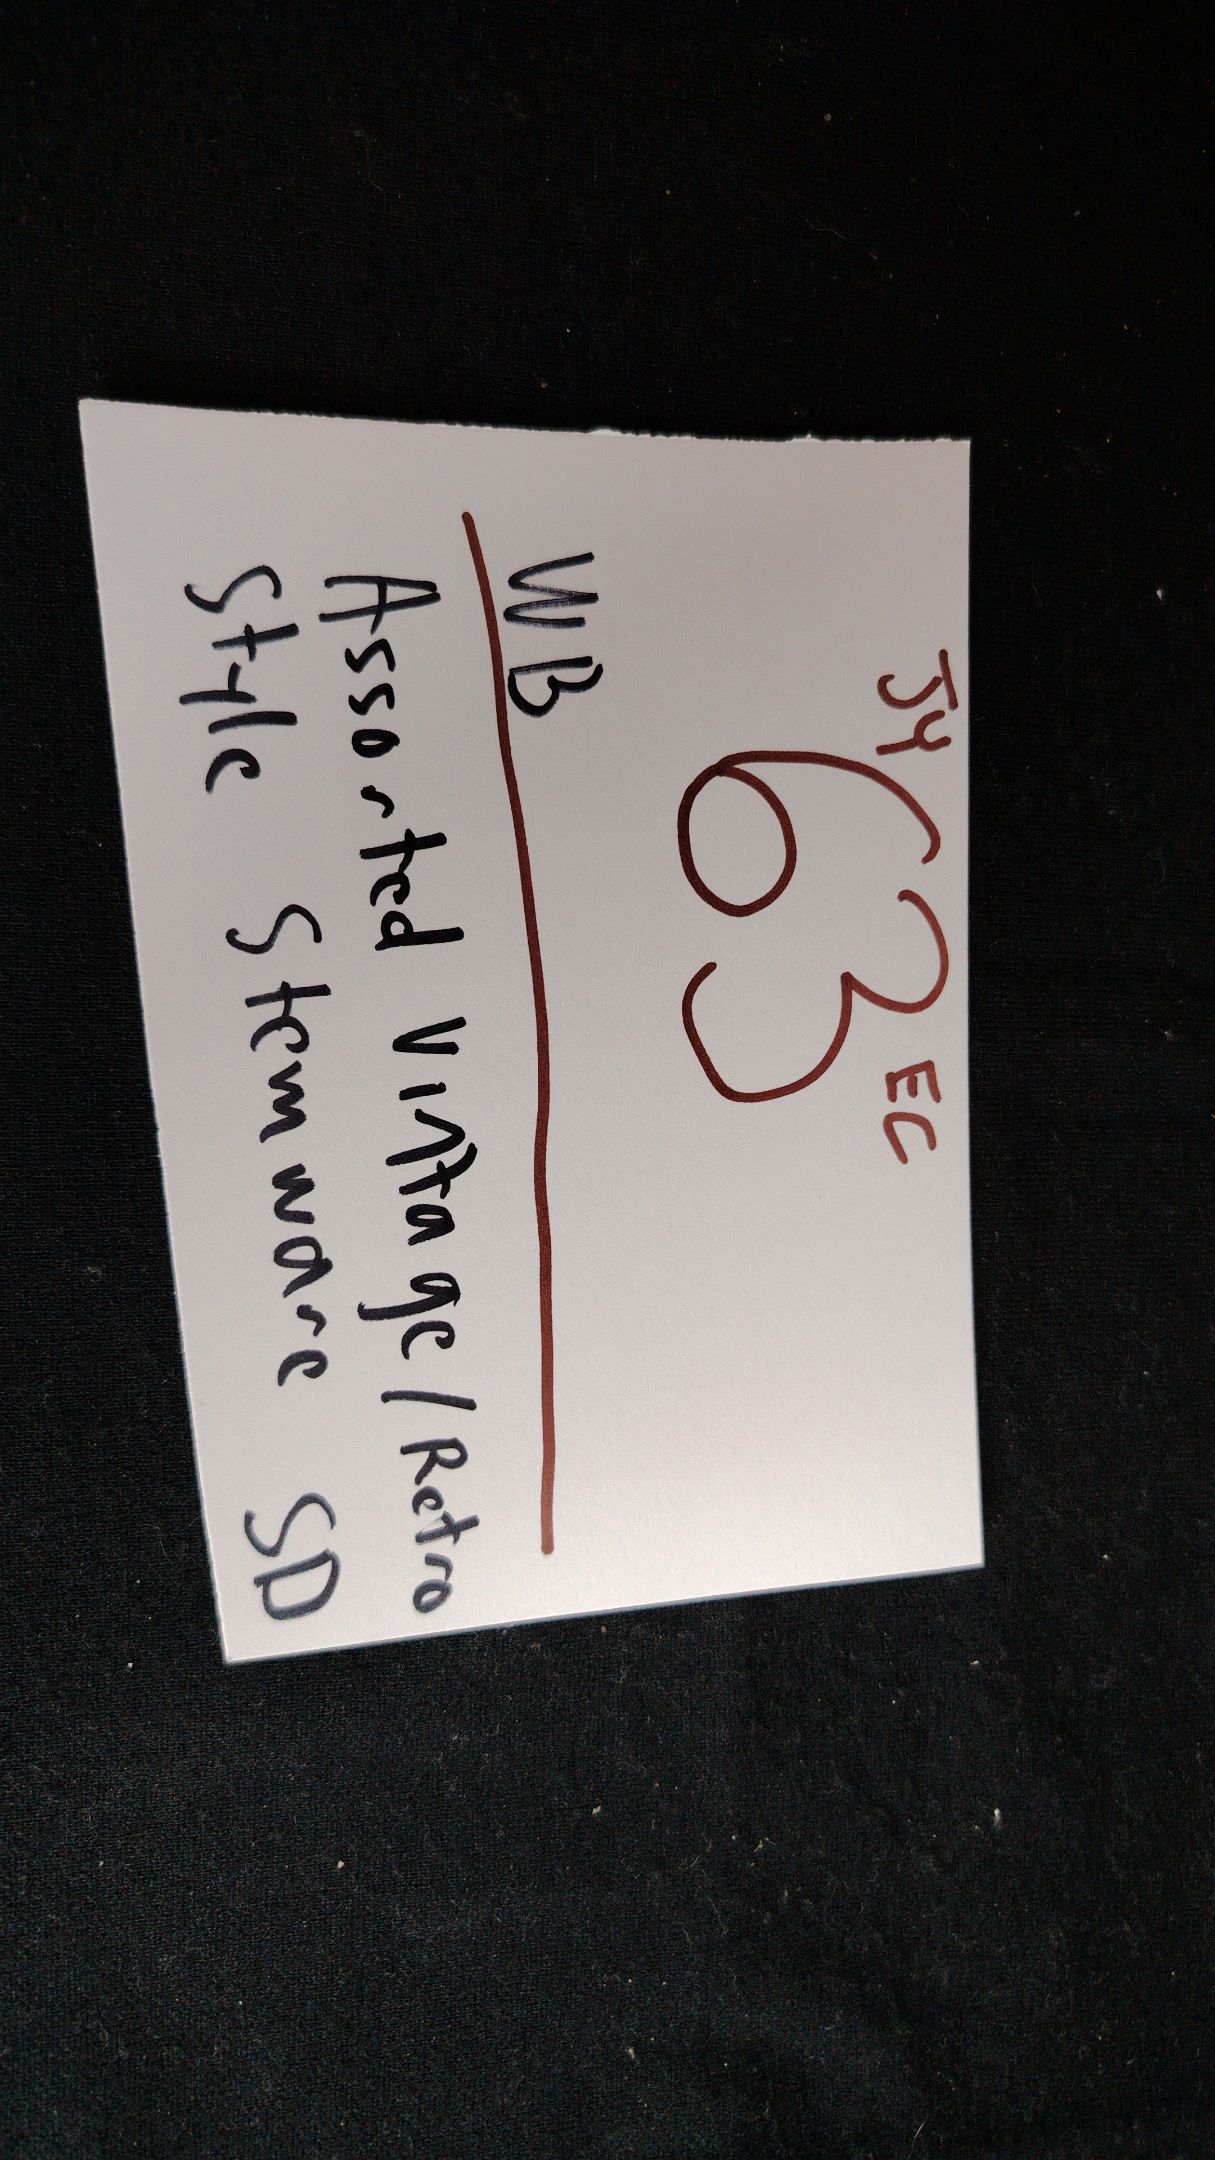 JY 63 EC
WB
Assorted Vintage/Retro
Style Stemware SD